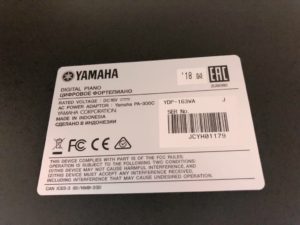 YAMAHA
DIGITAL PIANO
ЦИФРОВОЕ ФОРТЕПИАНО
RATED VOLTAGE : DC16V
AC POWER ADAPTOR : Yamaha PA-300C
YAMAHA CORPORATION
MADE IN INDONESIA
СДЕЛАНО В ИНДОНЕЗИИ
'18.
EAC
YDP-163WA J
SER No.
JCYH01179
FC CE
THIS DEVICE COMPLIES WITH PART 15 OF THE FCC RULES.
OPERATION IS SUBJECT TO THE FOLLOWING TWO CONDITIONS:
(1) THIS DEVICE MAY NOT CAUSE HARMFUL INTERFERENCE, AND
(2) THIS DEVICE MUST ACCEPT ANY INTERFERENCE RECEIVED,
INCLUDING INTERFERENCE THAT MAY CAUSE UNDESIRED OPERATION.